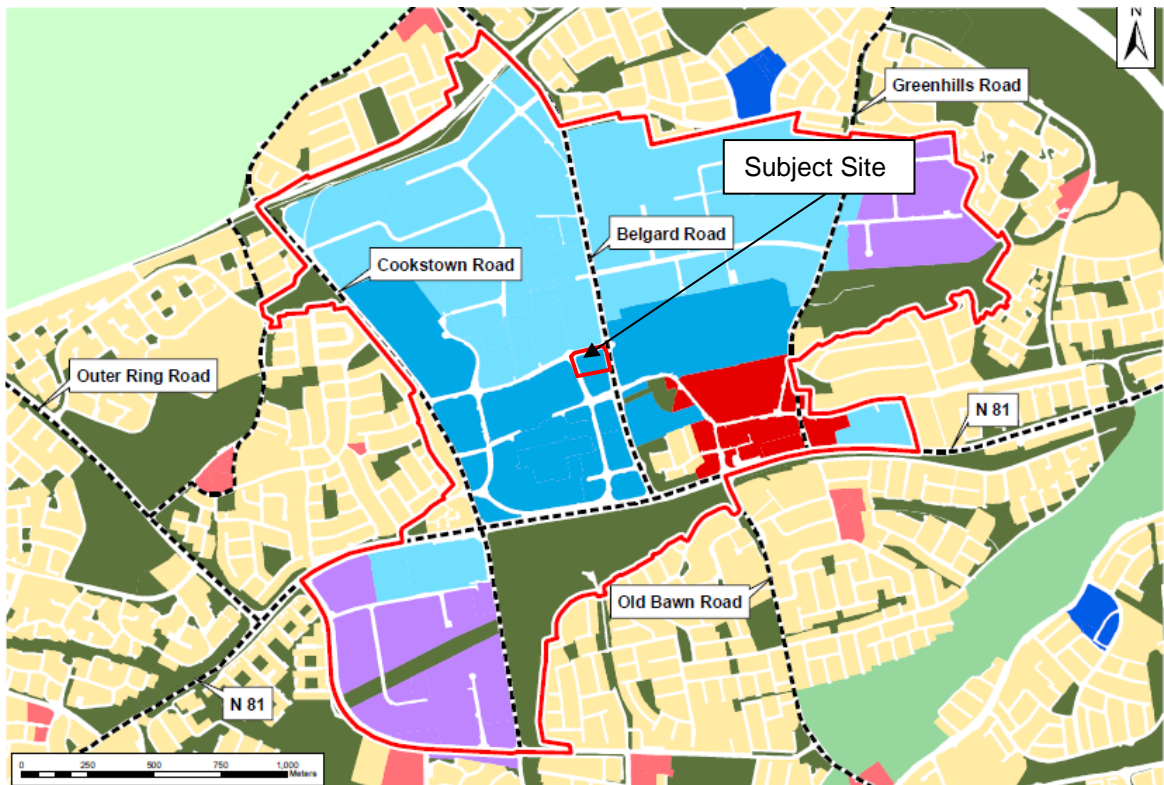 N
Greenhills Road
Subject Site
Belgard Road
Cookstown Road
Outer Ring Road
N 81
Old Bawn Road
N 81
0 250 500 750 1,000
Meters